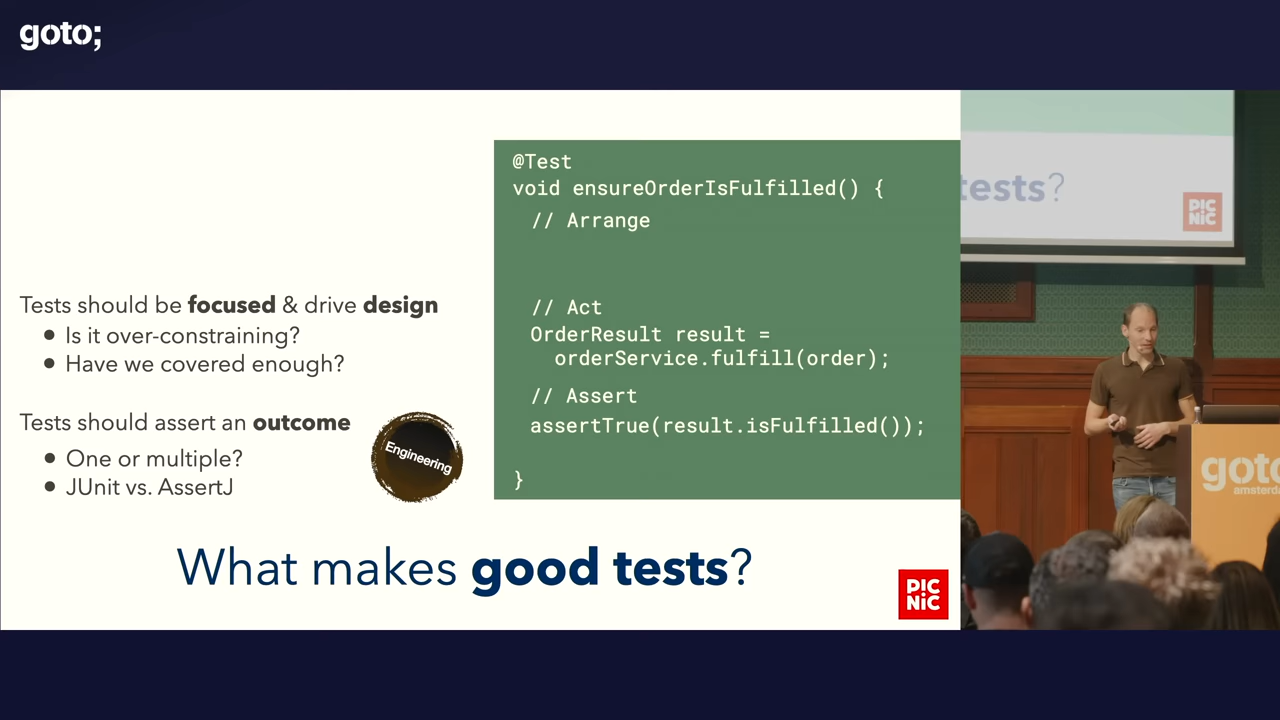 goto;
@Test
void ensureOrderIsFulfilled() {
// Arrange
// Act
OrderResult result =
orderService.fulfill(order);
// Assert
assertTrue(result.isFulfilled());
}
Tests should be focused & drive design
● Is it over-constraining?
● Have we covered enough?
Tests should assert an outcome
● One or multiple?
● JUnit vs. AssertJ
Engineering
What makes good tests?
PIC
NiC
tests?
PIC
NiC
goto
amsterda